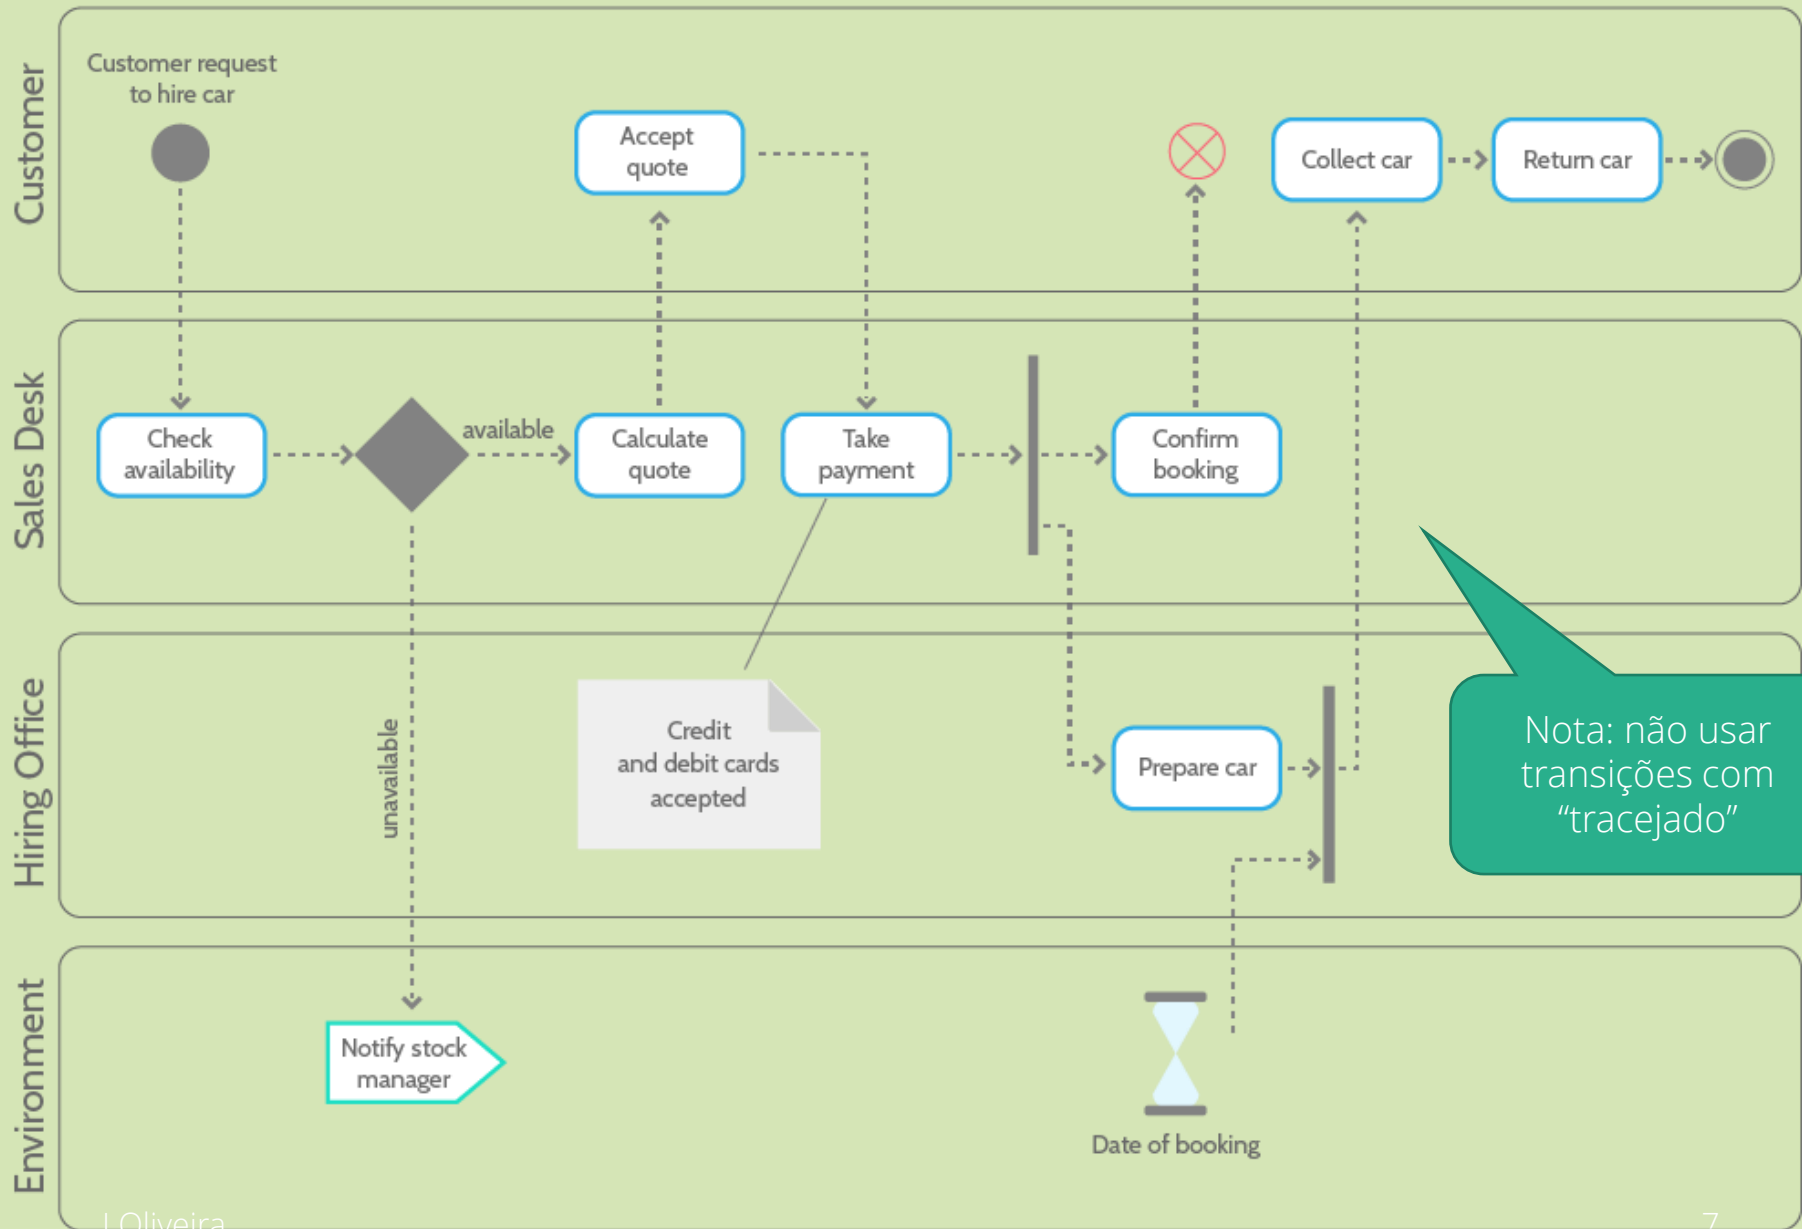 Customer
Customer request
to hire car
Accept
quote
Collect car
Return car
Sales Desk
Check
availability
available
Calculate
quote
Take
payment
Confirm
booking
Hiring Office
unavailable
Credit
and debit cards
accepted
Prepare car
Nota: não usar
transições com
“tracejado”
Environment
Notify stock
manager
Date of booking
I Oliveira
7